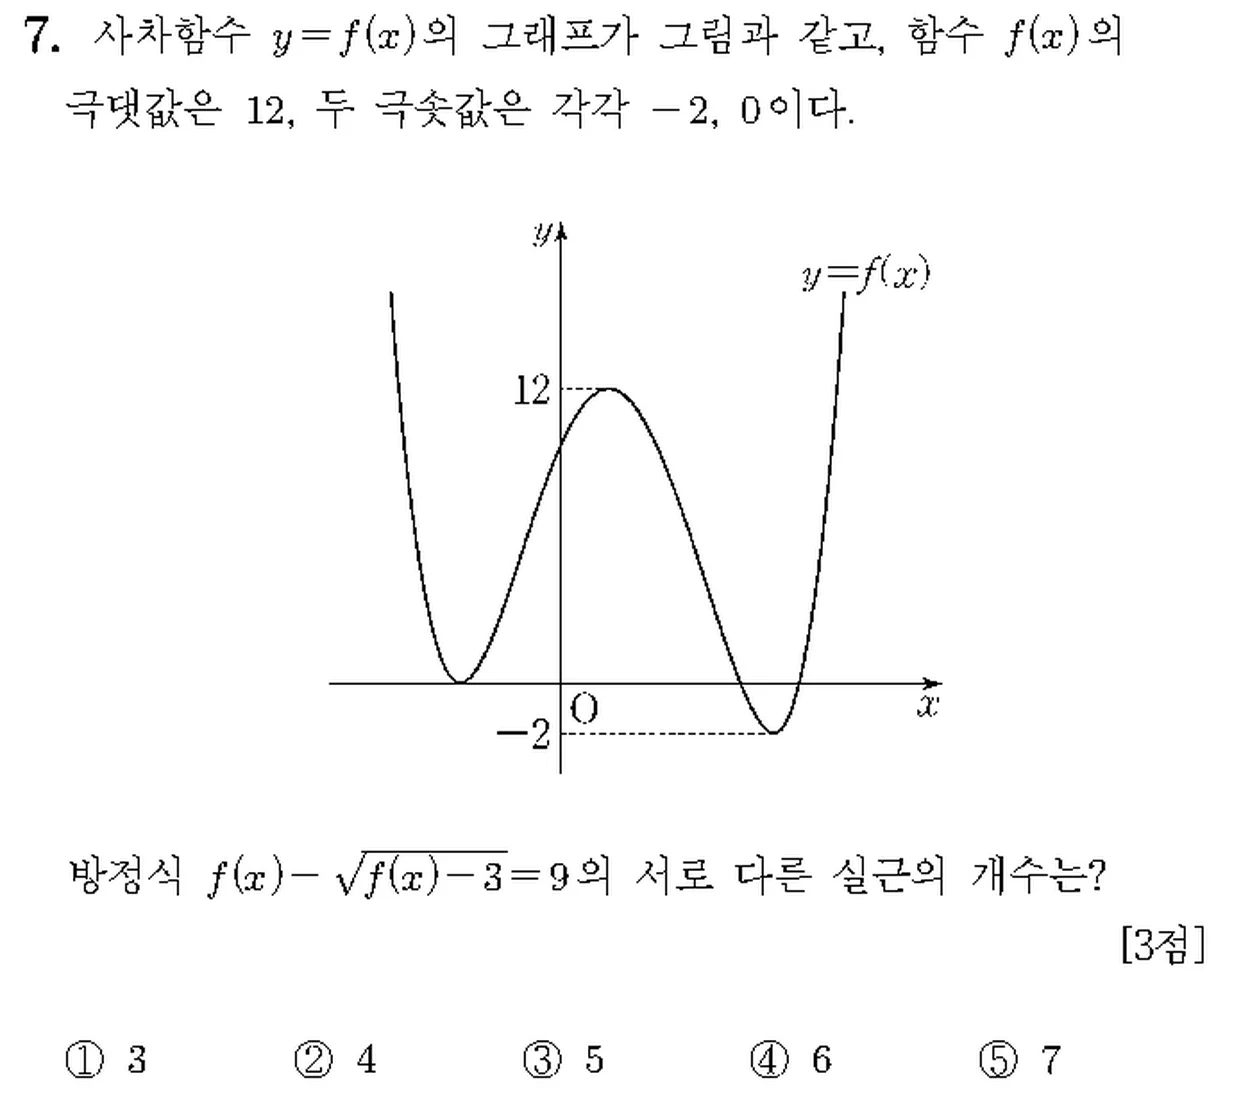 7. 사차함수 y=f(x)의 그래프가 그림과 같고, 함수 f(x)의
극댓값은 12, 두 극솟값은 각각 −2, 0이다.
y
y=f(x)
12
O
x
−2
방정식 f(x)−√(f(x)−3)=9의 서로 다른 실근의 개수는?
[3점]
① 3 ② 4 ③ 5 ④ 6 ⑤ 7